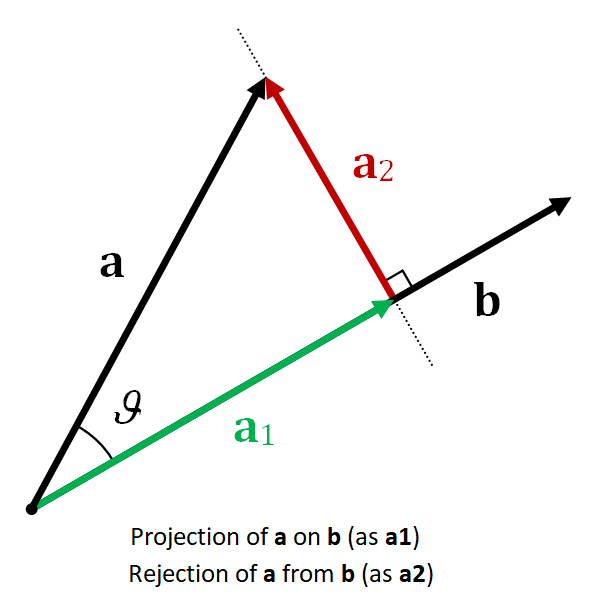 a₂
a
b
ϑ
a₁
Projection of a on b (as a1)
Rejection of a from b (as a2)